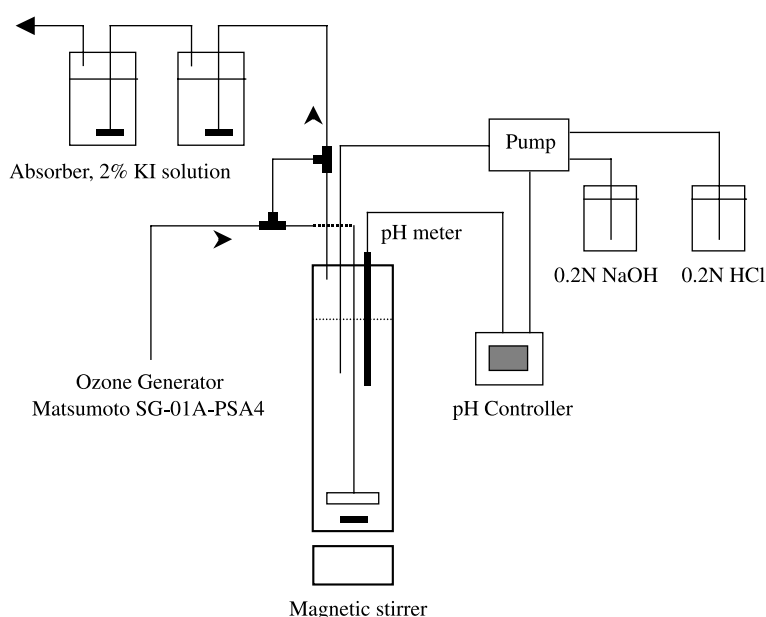 Pump
Absorber, 2% KI solution
pH meter
0.2N NaOH
0.2N HCl
Ozone Generator
Matsumoto SG-01A-PSA4
pH Controller
Magnetic stirrer